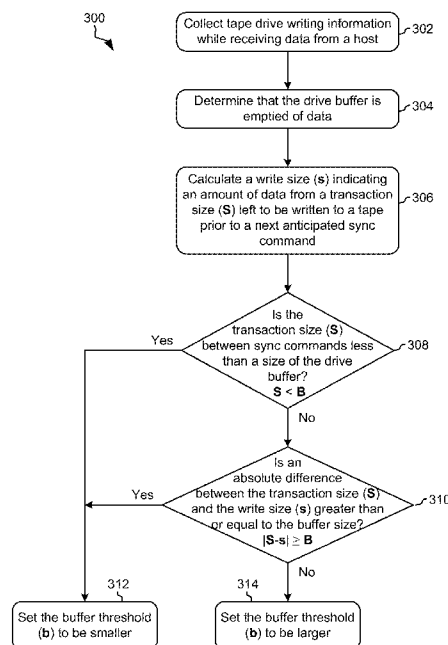 300
Collect tape drive writing information
while receiving data from a host
302
Determine that the drive buffer is
emptied of data
304
Calculate a write size (s) indicating
an amount of data from a transaction
size (S) left to be written to a tape
prior to a next anticipated sync
command
306
Is the
transaction size (S)
between sync commands less
than a size of the drive
buffer?
S < B
308
Yes
No
Is an
absolute difference
between the transaction size (S)
and the write size (s) greater than
or equal to the buffer size?
|S-s| ≥ B
310
Yes
No
312
Set the buffer threshold
(b) to be smaller
314
Set the buffer threshold
(b) to be larger